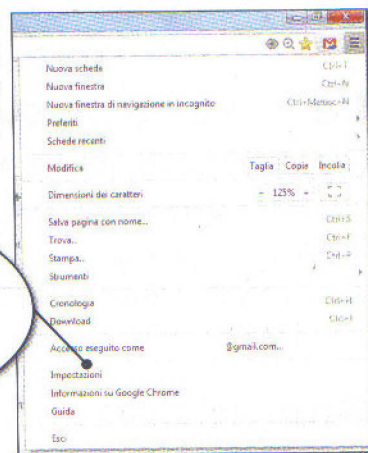 Nuova scheda Ctrl+T
Nuova finestra Ctrl+N
Nuova finestra di navigazione in incognito Ctrl+Maiusc+N
Preferiti
Schede recenti
Modifica Taglia Copia Incolla
Dimensioni dei caratteri - 125% +
Salva pagina con nome... Ctrl+S
Trova... Ctrl+F
Stampa... Ctrl+P
Strumenti
Cronologia
Download
Accesso eseguito come @gmail.com...
Impostazioni
Informazioni su Google Chrome
Guida
Esci